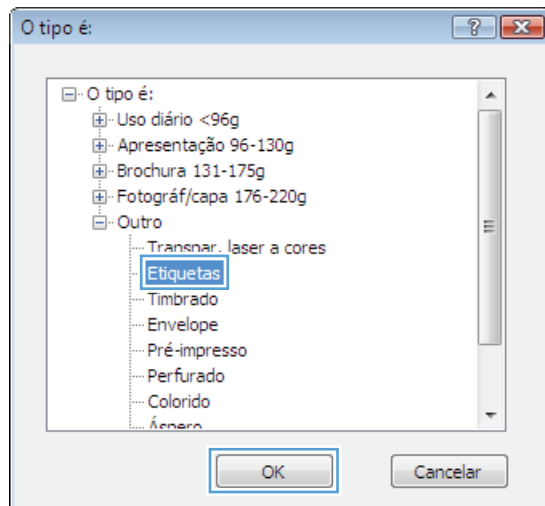 O tipo é:
O tipo é:
Uso diário <96g
Apresentação 96-130g
Brochura 131-175g
Fotográf/capa 176-220g
Outro
Transpar. laser a cores
Etiquetas
Timbrado
Envelope
Pré-impresso
Perfurado
Colorido
Áspero
OK Cancelar